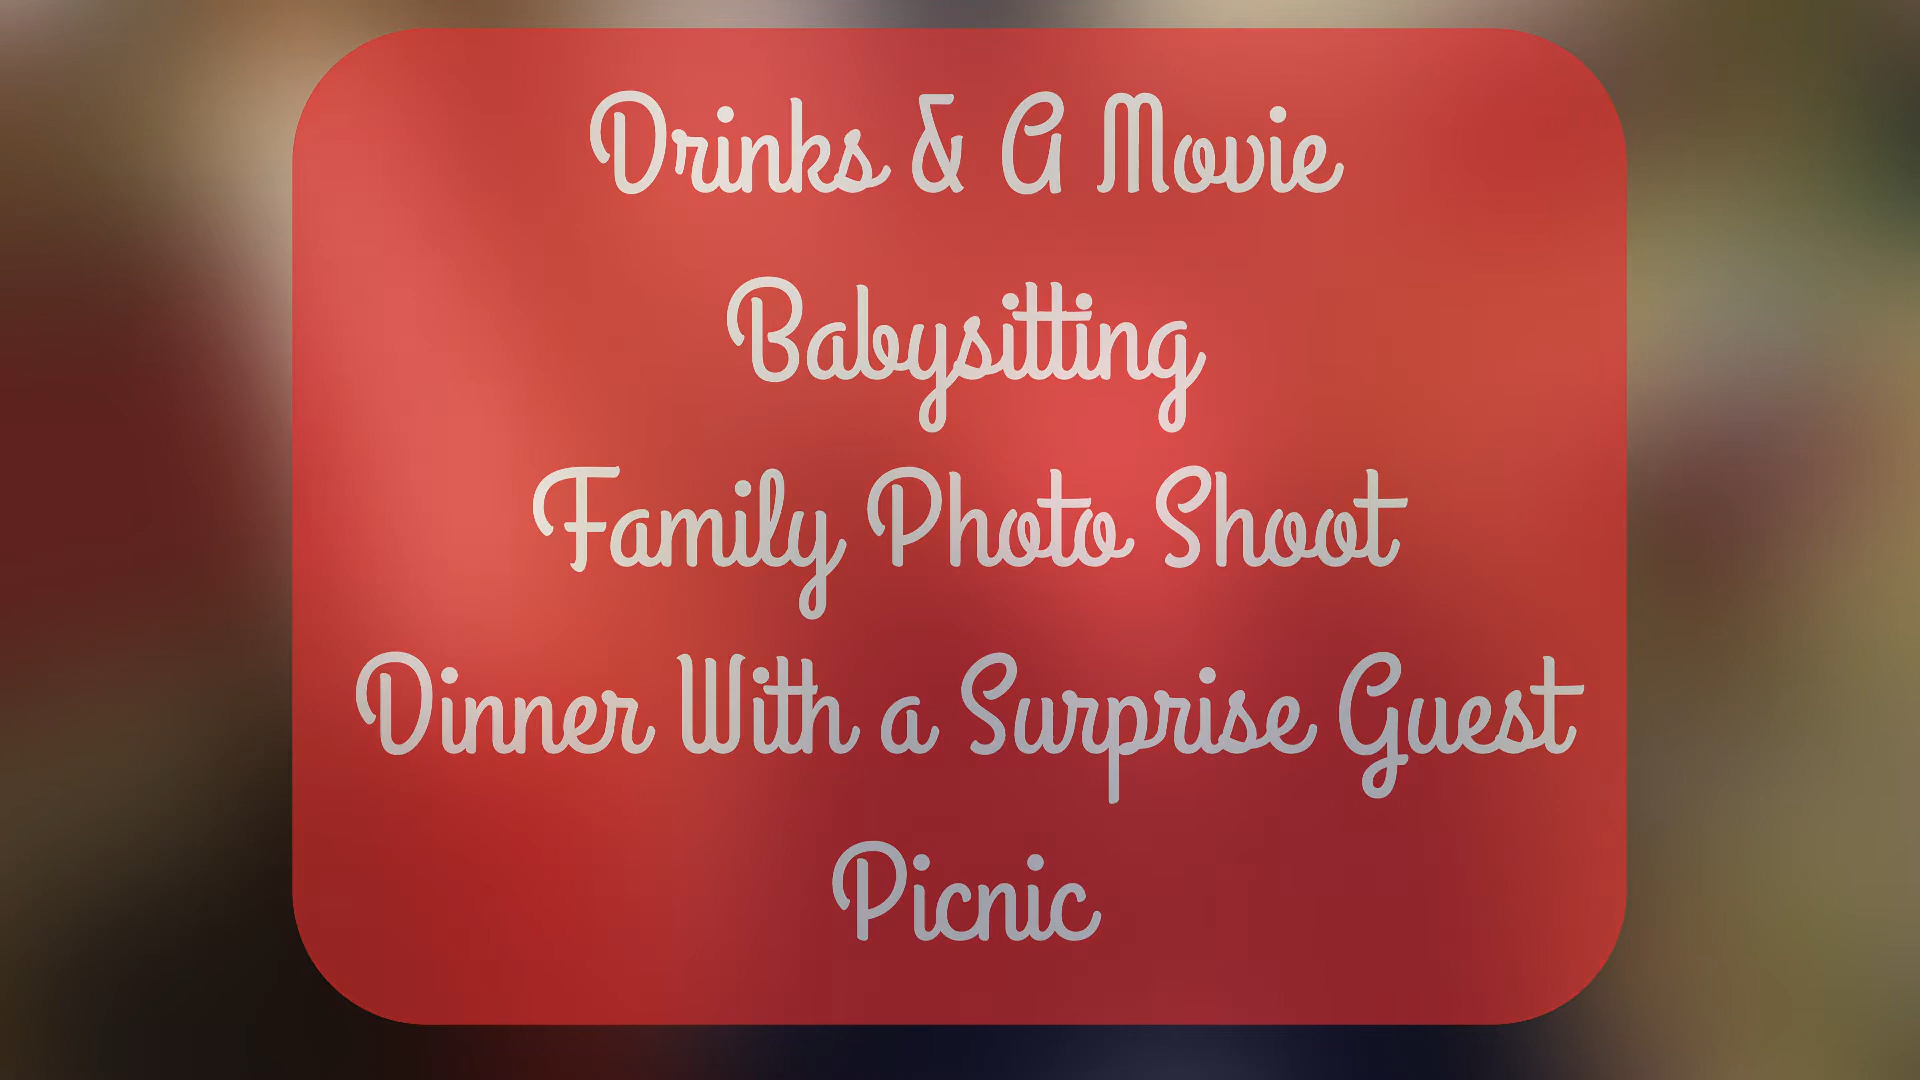 Drinks & A Movie
Babysitting
Family Photo Shoot
Dinner With a Surprise Guest
Picnic